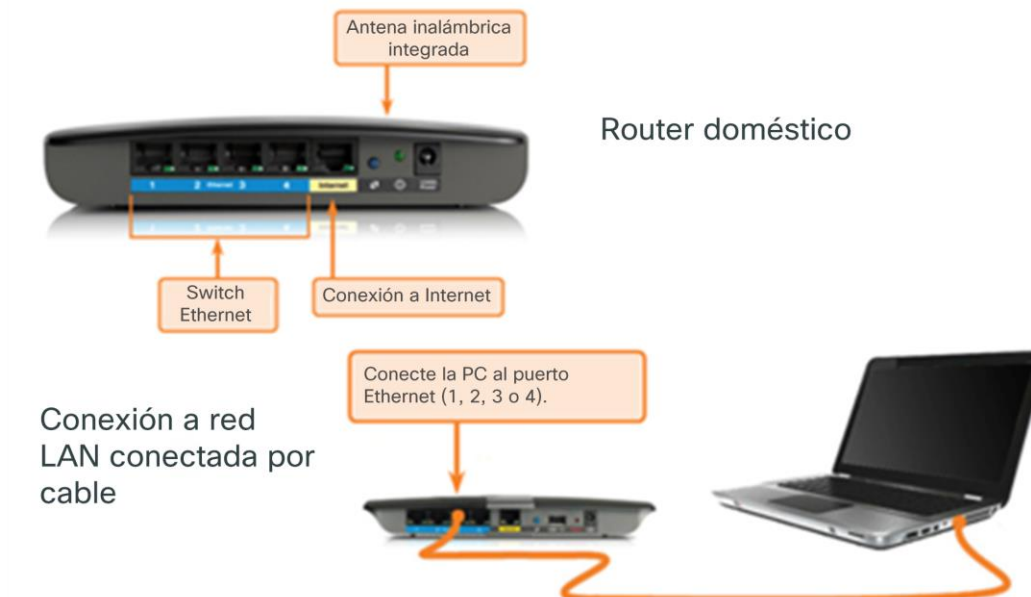 Antena inalámbrica
integrada
Router doméstico
1 2 Ethernet 3 4 Internet
Switch
Ethernet
Conexión a Internet
Conecte la PC al puerto
Ethernet (1, 2, 3 o 4).
Conexión a red
LAN conectada por
cable